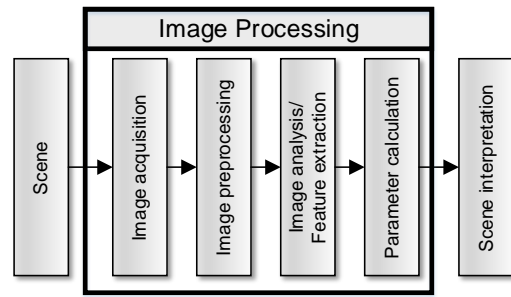 Image Processing
Scene
Image acquisition
Image preprocessing
Image analysis/
Feature extraction
Parameter calculation
Scene interpretation